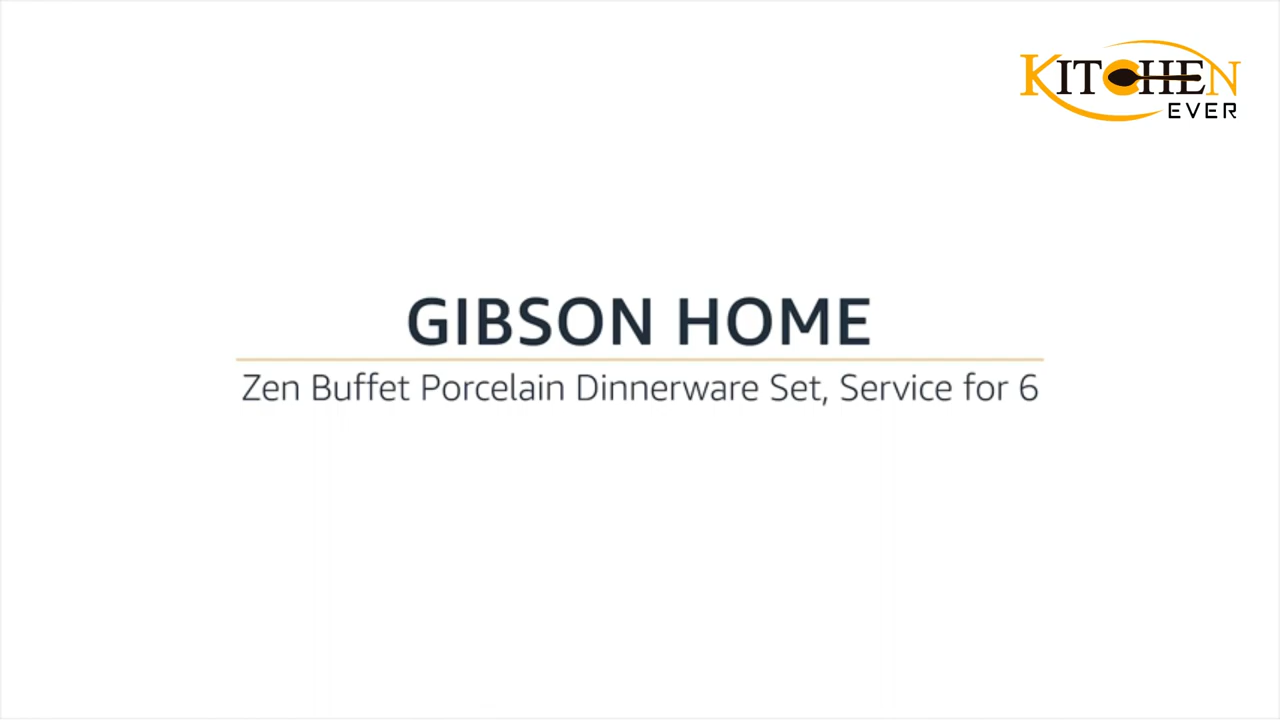 KITCHEN
EVER
GIBSON HOME
Zen Buffet Porcelain Dinnerware Set, Service for 6